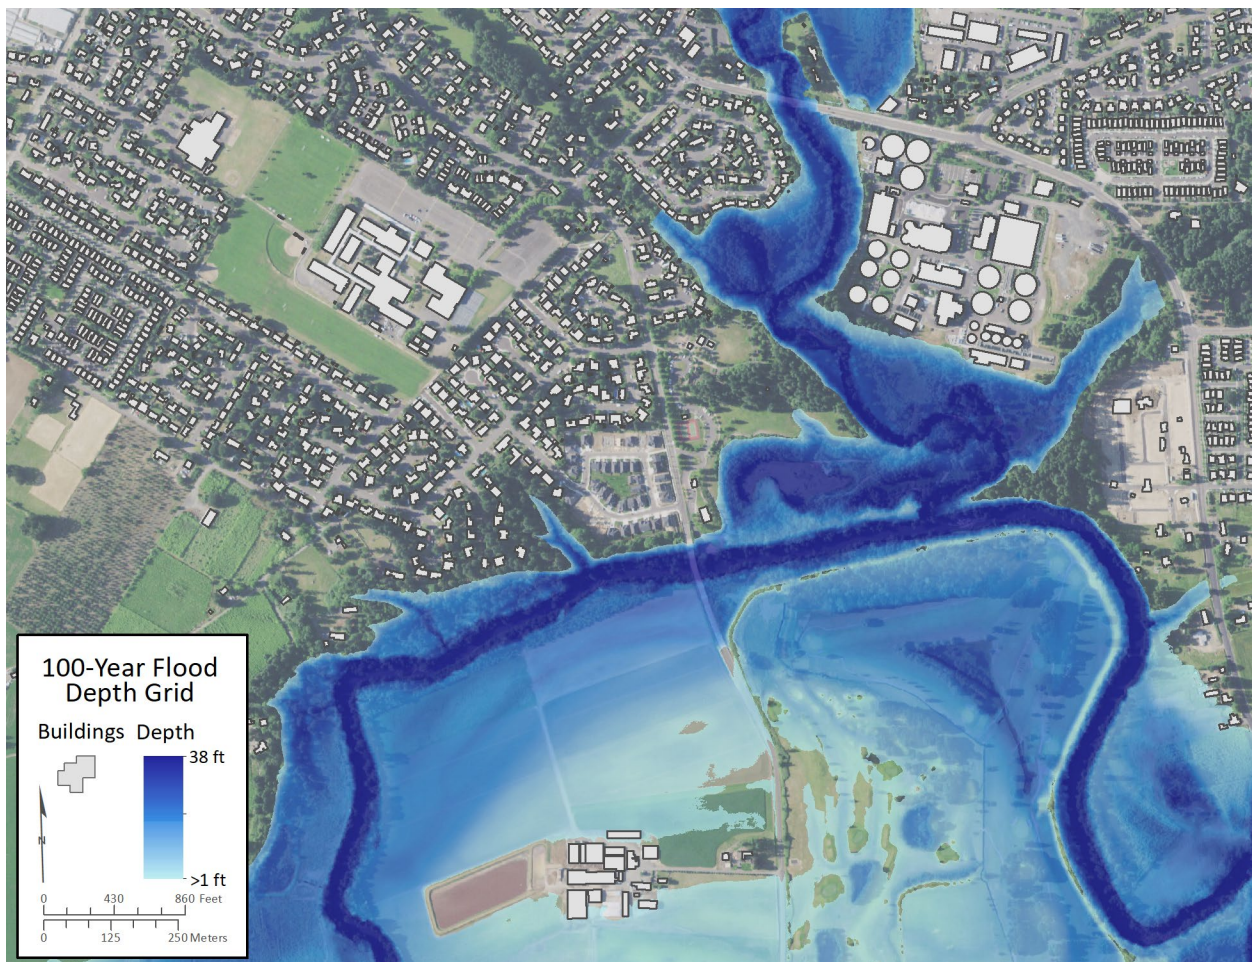 100-Year Flood
Depth Grid
Buildings Depth
38 ft
>1 ft
N
0 430 860 Feet
0 125 250 Meters